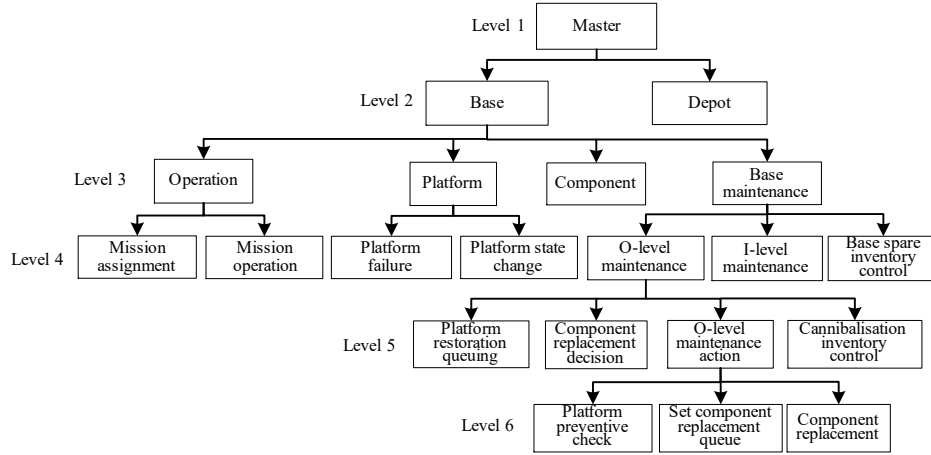 Level 1
Master
Level 2
Base
Depot
Level 3
Operation
Platform
Component
Base
maintenance
Level 4
Mission
assignment
Mission
operation
Platform
failure
Platform state
change
O-level
maintenance
I-level
maintenance
Base spare
inventory
control
Level 5
Platform
restoration
queuing
Component
replacement
decision
O-level
maintenance
action
Cannibalisation
inventory
control
Level 6
Platform
preventive
check
Set component
replacement
queue
Component
replacement